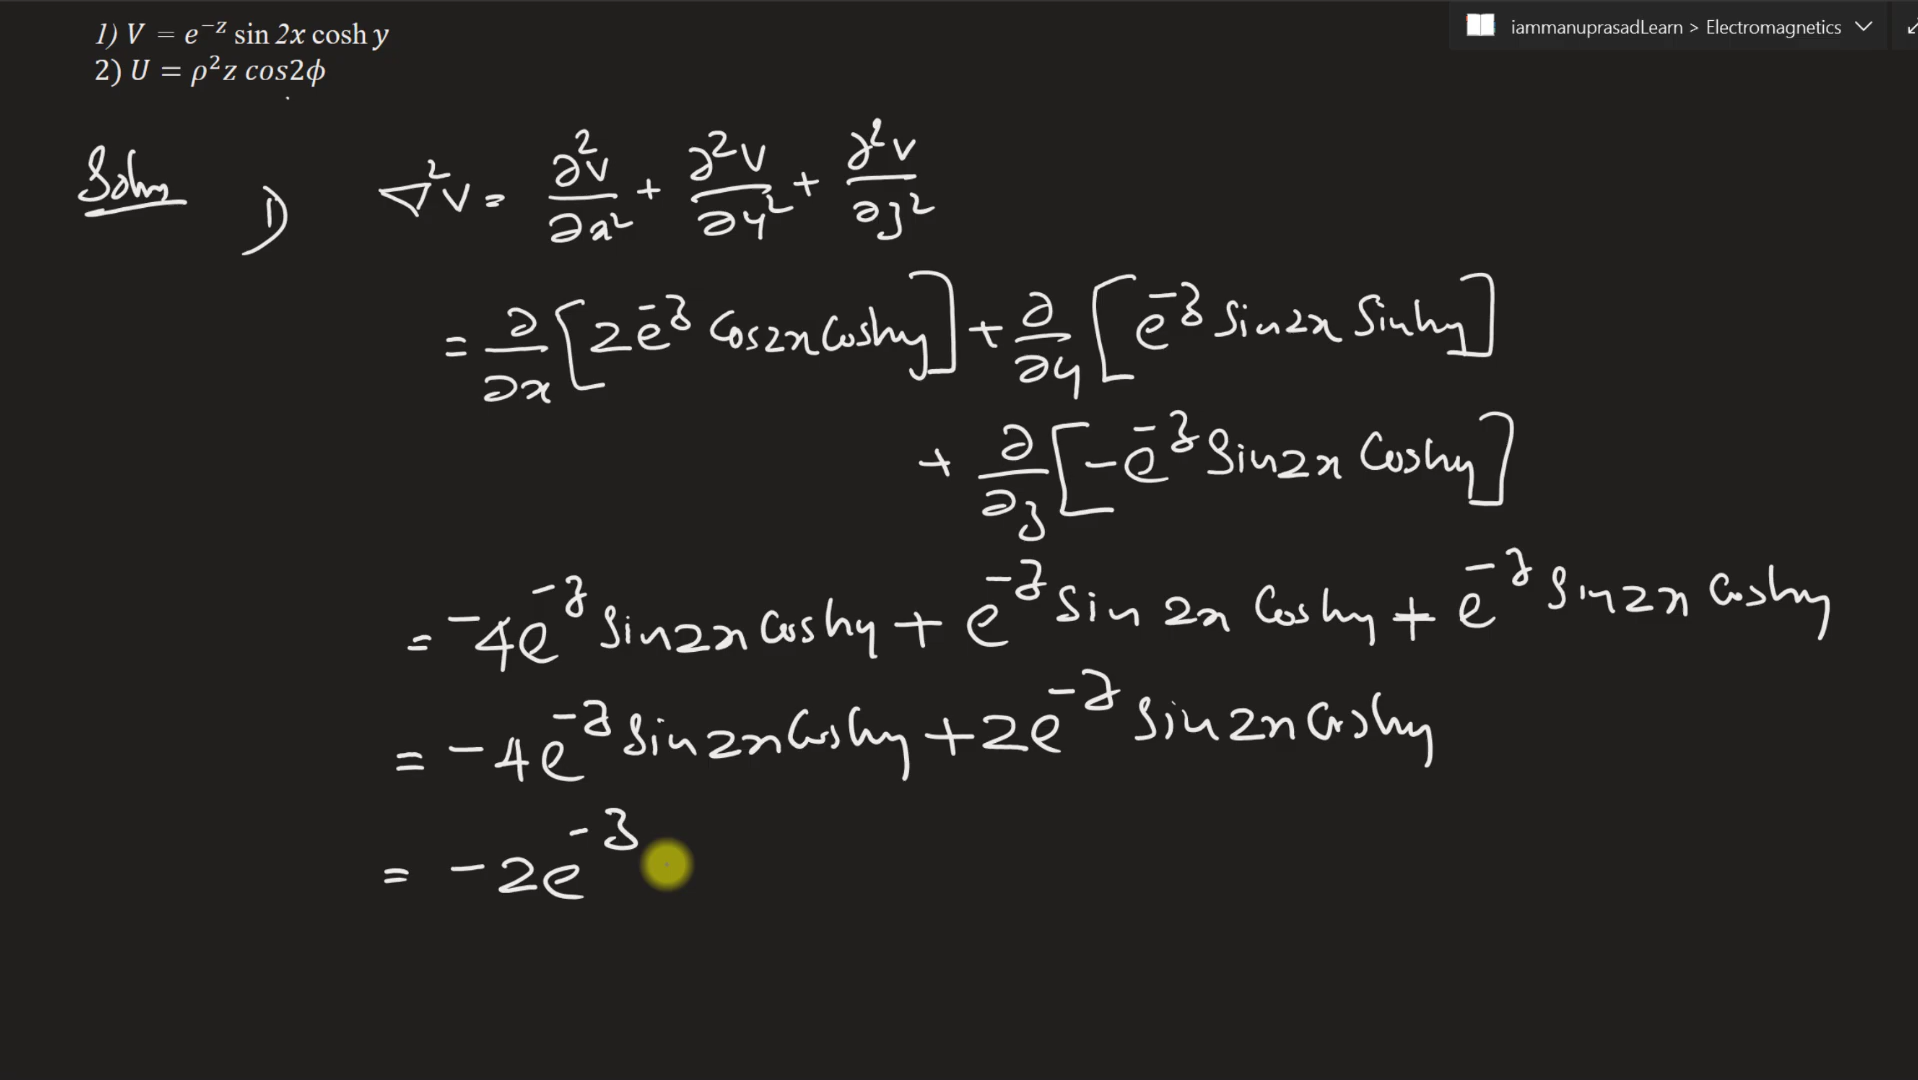 1) V = e⁻ᶻ sin 2x cosh y
iammanuprasadLearn > Electromagnetics
2) U = ρ²z cos2ϕ
Soln 1) ∇²V = ∂²V/∂x² + ∂²V/∂y² + ∂²V/∂z²
= ∂/∂x [2e⁻ᶻ Cos2x Coshy] + ∂/∂y [e⁻ᶻ Sin2x Sinhy]
+ ∂/∂z [-e⁻ᶻ Sin2x Coshy]
= -4e⁻ᶻ Sin2x Coshy + e⁻ᶻ Sin 2x Coshy + e⁻ᶻ Sin2x Coshy
= -4e⁻ᶻ Sin2x Coshy + 2e⁻ᶻ Sin2x Coshy
= -2e⁻ᶻ